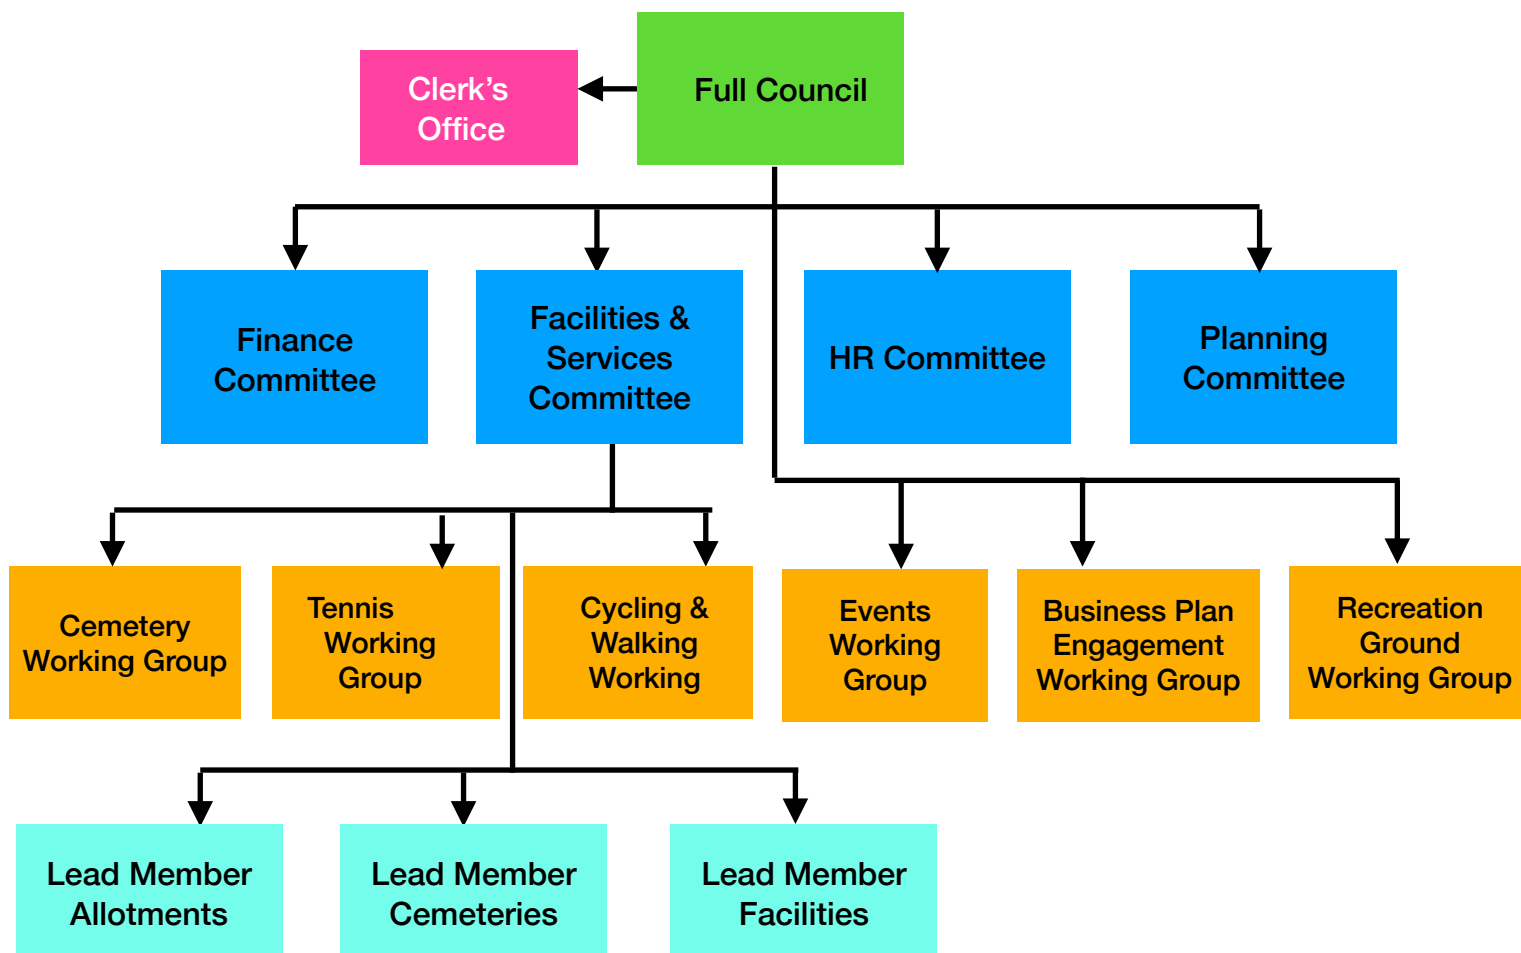 Clerk's
Office
Full Council
Finance
Committee
Facilities &
Services
Committee
HR Committee
Planning
Committee
Cemetery
Working Group
Tennis
Working
Group
Cycling &
Walking
Working
Events
Working
Group
Business Plan
Engagement
Working Group
Recreation
Ground
Working Group
Lead Member
Allotments
Lead Member
Cemeteries
Lead Member
Facilities